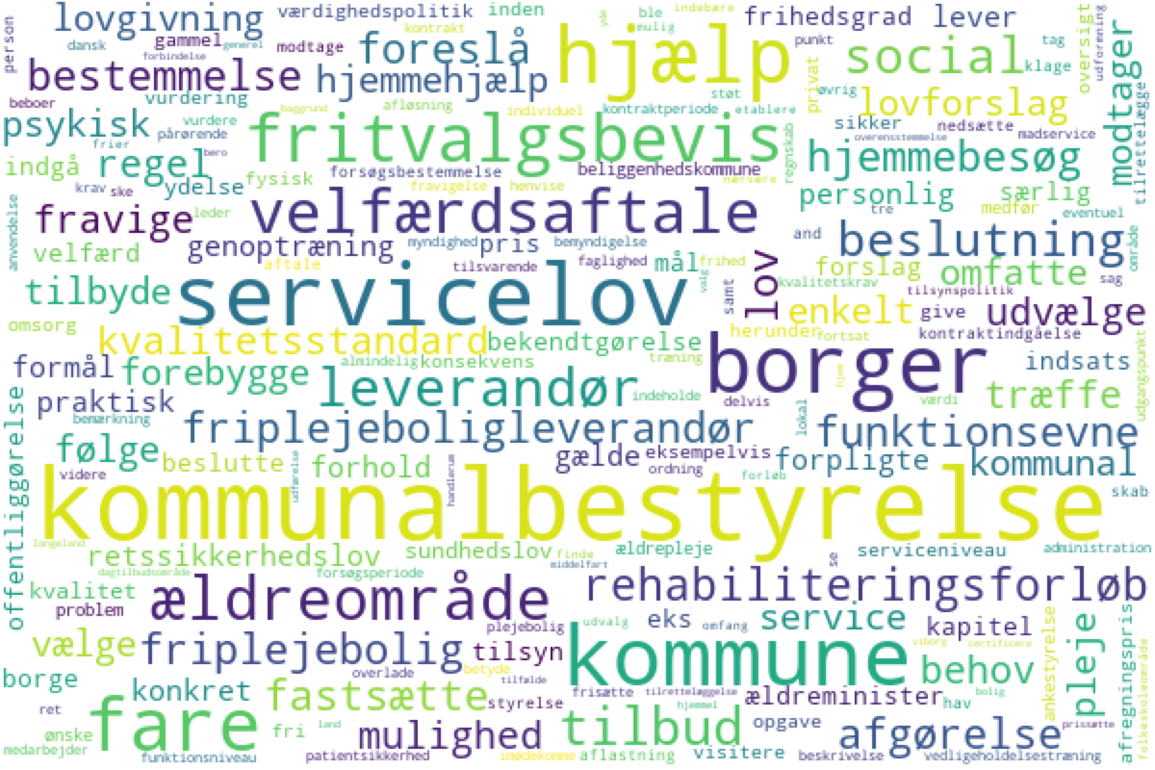 person
lovgivning
værdighedspolitik
inden
ble
indebære
yde
mulig
hjælp
frihedsgrad
lever
tag
oversigt
udformning
dansk
gammel
generel
modtage
kontrakt
forbindelse
foreslå
punkt
social
klage
modtager
bestemmelse
hjemmehjælp
støt
privat
øvrig
lovforslag
beboer
vurdering
baggrund
afløsning
individuel
kontraktperiode
etablere
psykisk
vurdere
pårørende
frier
bero
fritvalgsbevis
regnskab
sikker
nedsætte
madservice
overensstemmelse
tilrettelægge
indgå
regel
forsøgsbestemmelse
beliggenhedskommune
hjemmebesøg
krav
ske
ydelse
fysisk
fravigelse
henvise
nærvære
personlig
særlig
anvendelse
fravige
leder
velfærdsaftale
tre
medfør
eventuel
velfærd
genoptræning
myndighed
pris
bemyndigelse
and
beslutning
område
aftale
tilsvarende
faglighed
mål
frihed
valg
samt
lov
forslag
omfatte
sag
tilbyde
servicelov
kvalitetskrav
tilsynspolitik
enkelt
give
udvælge
omsorg
kvalitetsstandard
bekendtgørelse
herunder
fortsat
kontraktindgåelse
formål
forebygge
almindelig
konsekvens
træning
borger
hjem
indsats
udgangspunkt
praktisk
leverandør
indeholde
delvis
værdi
træffe
bemærkning
friplejeboligleverandør
lokal
funktionsevne
offentliggørelse
følge
beslutte
udførelse
forhold
gælde
eksempelvis
ordning
forpligte
kommunal
videre
handlerum
forløb
skab
kommunalbestyrelse
langeland
retssikkerhedslov
sundhedslov
finde
ældrepleje
serviceniveau
administration
dagtilbudsområde
forsøgsperiode
middelfart
se
kvalitet
problem
ældreområde
rehabiliteringsforløb
plejebolig
udvalg
eks
omfang
service
viborg
certificere
kapitel
ankestyrelse
pleje
afregningspris
folkeskoleområde
vælge
friplejebolig
tilsyn
kommune
behov
borge
overlade
betyde
tilfælde
konkret
fastsætte
styrelse
frisætte
tilrettelæggelse
hjemmel
ældreminister
hav
bolig
ret
ønske
fare
fri
land
mulighed
tilbud
opgave
afgørelse
prissætte
medarbejder
funktionsniveau
patientsikkerhed
imødekomme
aflastning
visitere
beskrivelse
vedligeholdelsestræning